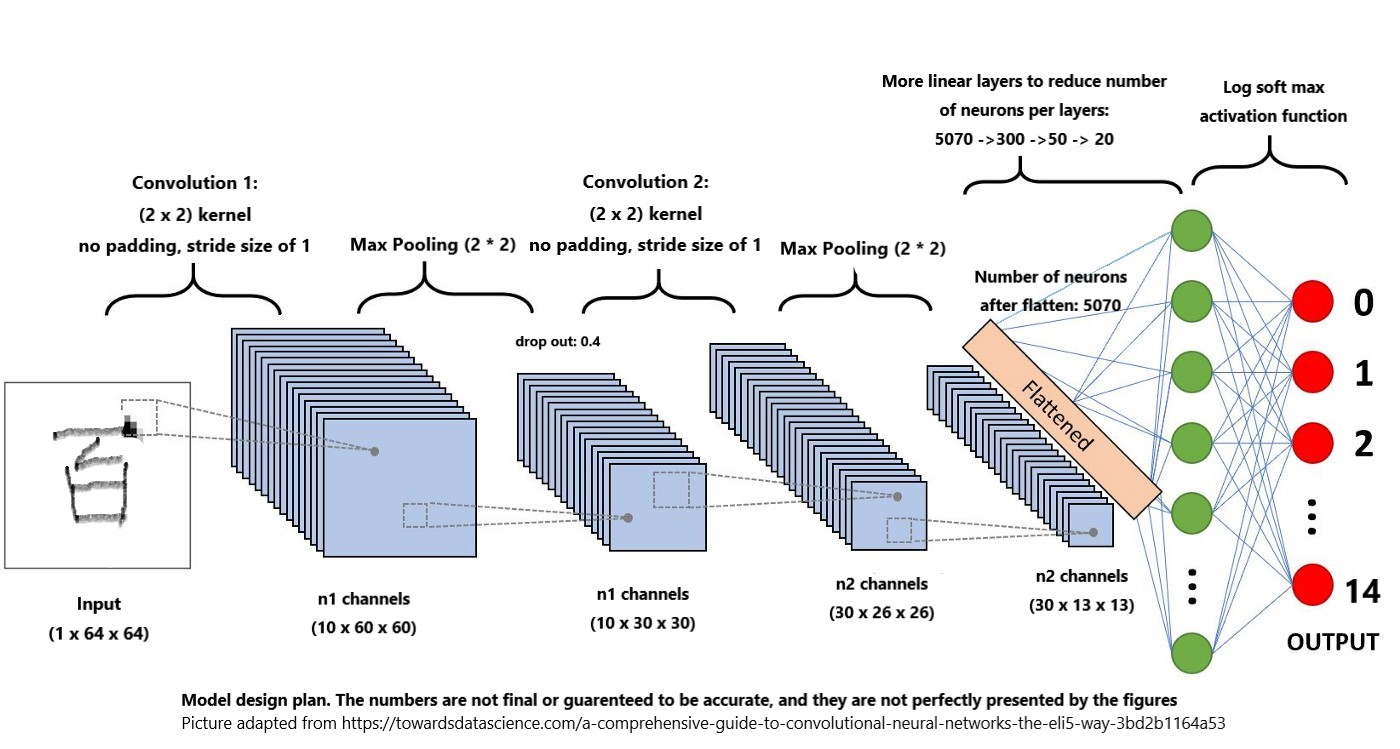 More linear layers to reduce number
of neurons per layers:
5070 ->300 ->50 -> 20
Log soft max
activation function
Convolution 1:
(2 x 2) kernel
no padding, stride size of 1
Max Pooling (2 * 2)
Convolution 2:
(2 x 2) kernel
no padding, stride size of 1
Max Pooling (2 * 2)
Number of neurons
after flatten: 5070
drop out: 0.4
Flattened
0
1
2
14
OUTPUT
言
Input
(1 x 64 x 64)
n1 channels
(10 x 60 x 60)
n1 channels
(10 x 30 x 30)
n2 channels
(30 x 26 x 26)
n2 channels
(30 x 13 x 13)
Model design plan. The numbers are not final or guarenteed to be accurate, and they are not perfectly presented by the figures
Picture adapted from https://towardsdatascience.com/a-comprehensive-guide-to-convolutional-neural-networks-the-eli5-way-3bd2b1164a53